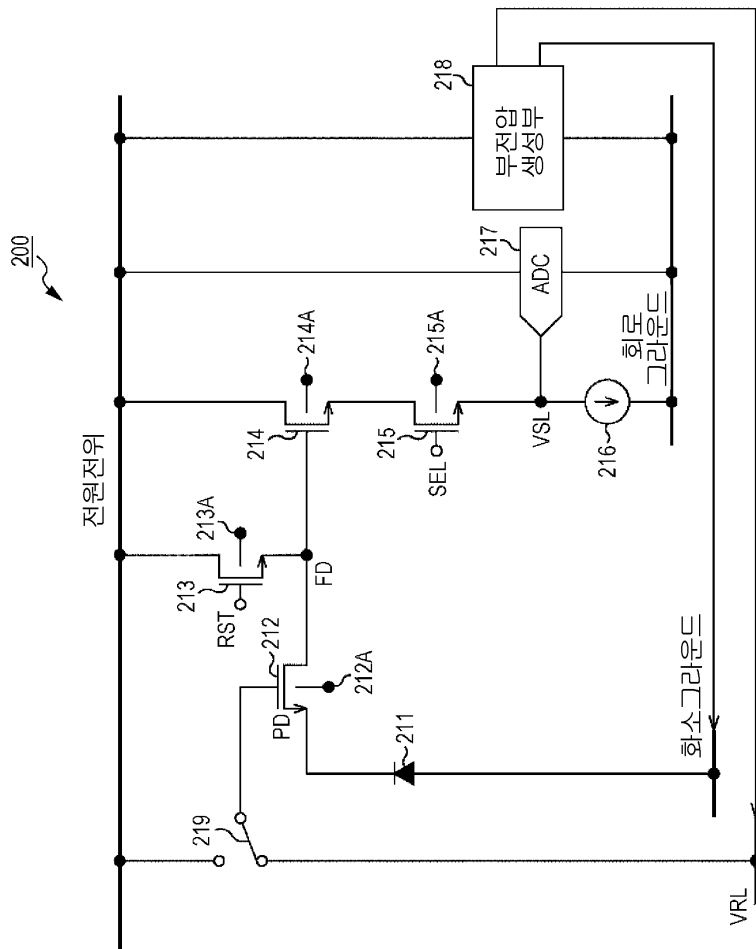 200
전원전위
219
PD
212
212A
211
213
RST
213A
FD
214
214A
215
SEL
215A
VSL
216
217
ADC
218
부전압
생성부
회로
그라운드
화소그라운드
VRL